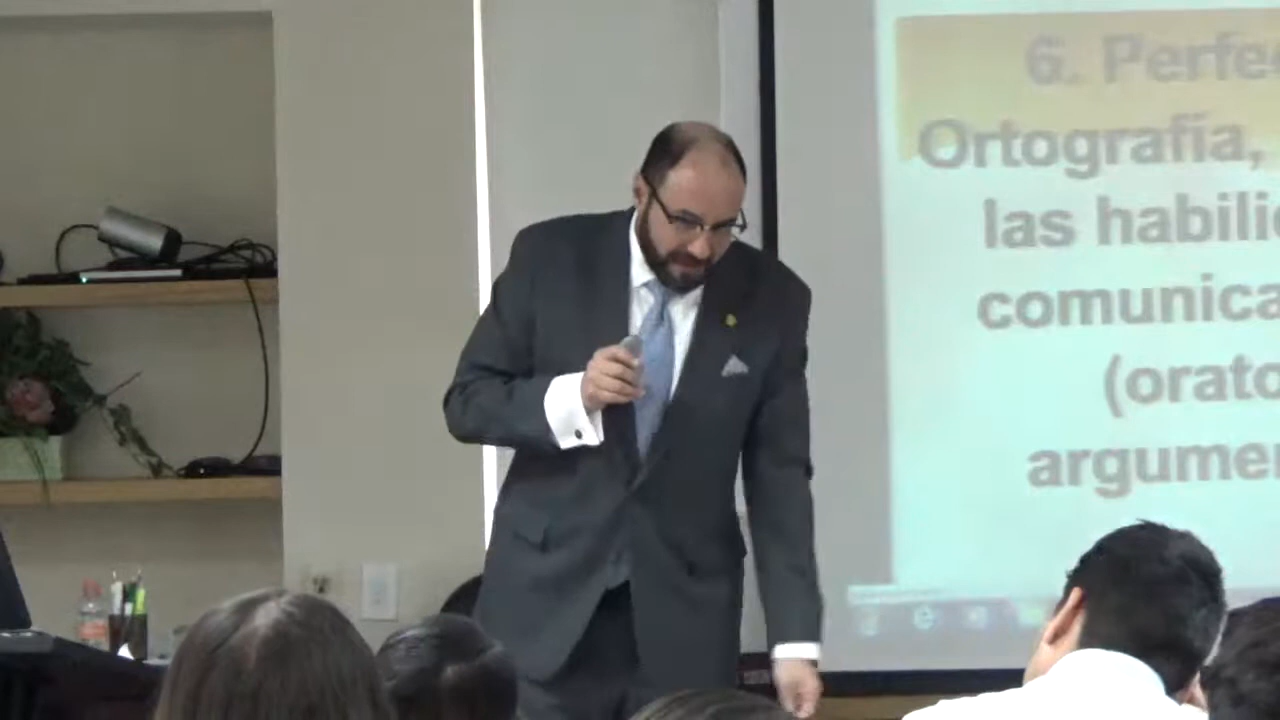 6. Perfe
Ortografía,
las habili
comunica
(orato
argume